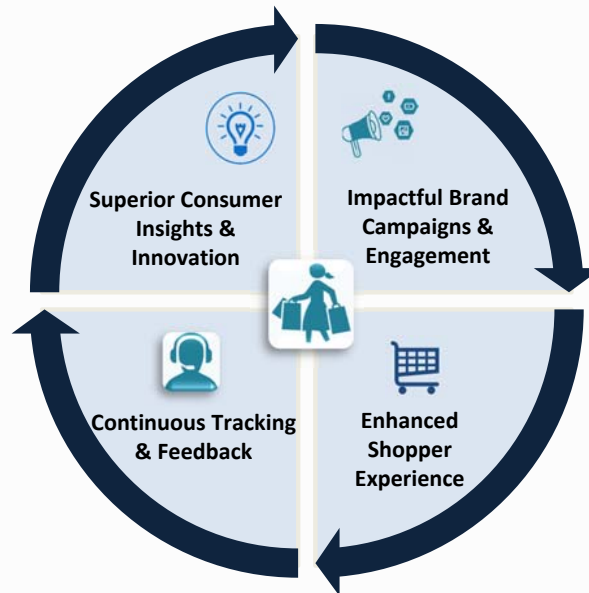 Superior Consumer
Insights &
Innovation
Impactful Brand
Campaigns &
Engagement
Continuous Tracking
& Feedback
Enhanced
Shopper
Experience